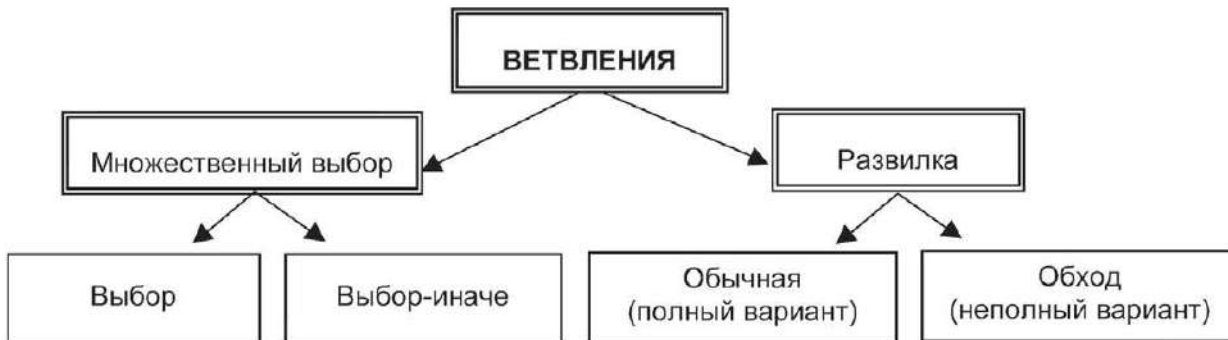 ВЕТВЛЕНИЯ
Множественный выбор
Развилка
Выбор
Выбор-иначе
Обычная
(полный вариант)
Обход
(неполный вариант)